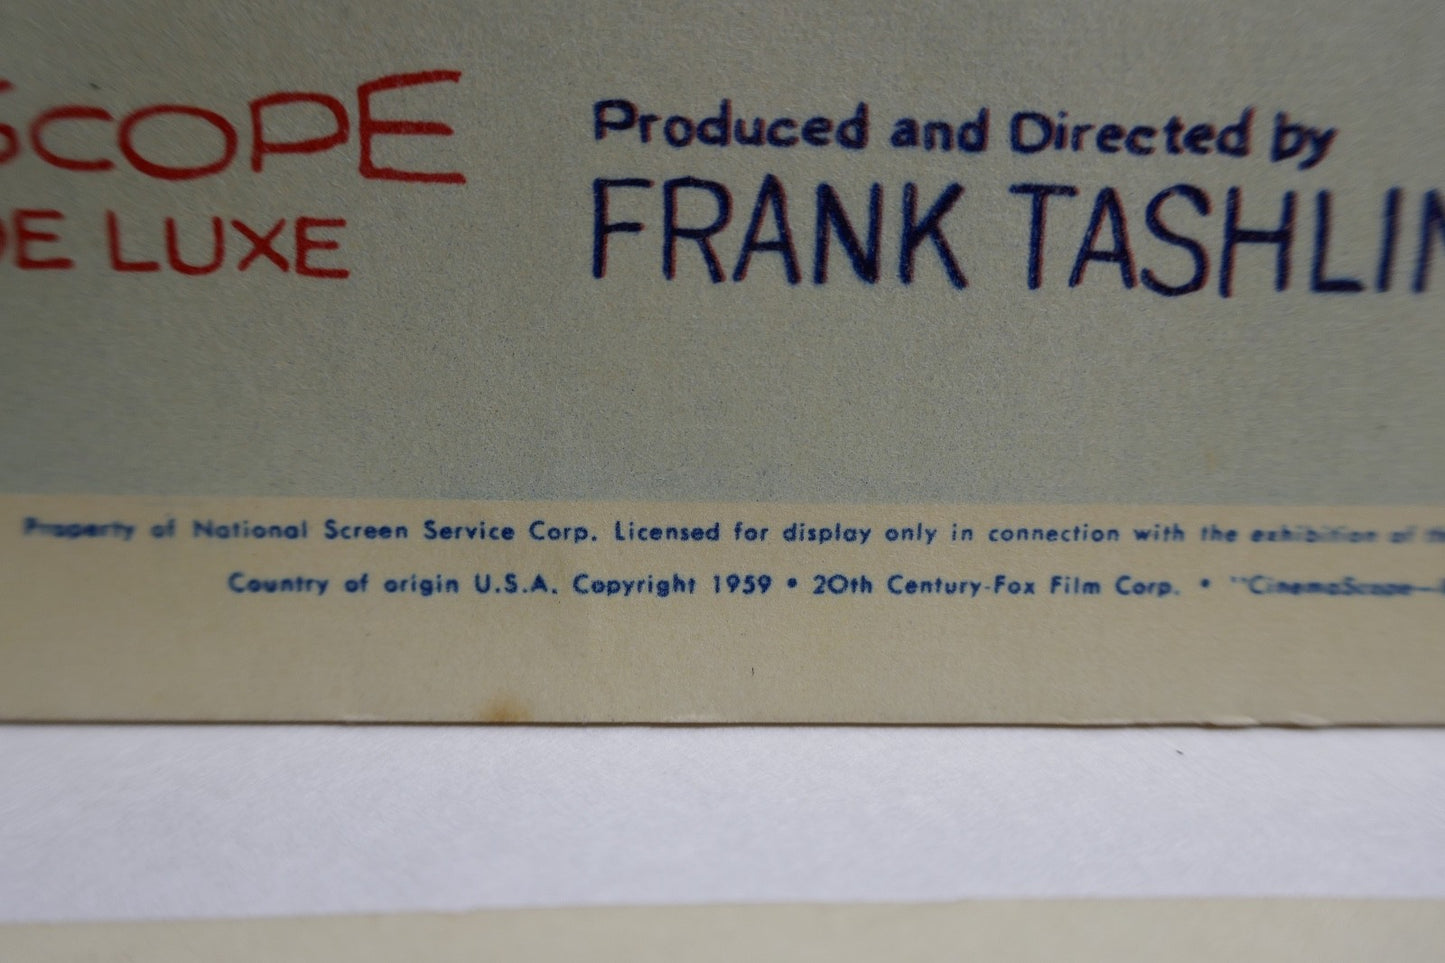 SCOPE
DE LUXE
Produced and Directed by
FRANK TASHLIN
Property of National Screen Service Corp. Licensed for display only in connection with the exhibition of
Country of origin U.S.A. Copyright 1959 • 20th Century-Fox Film Corp. • "CinemaScope—